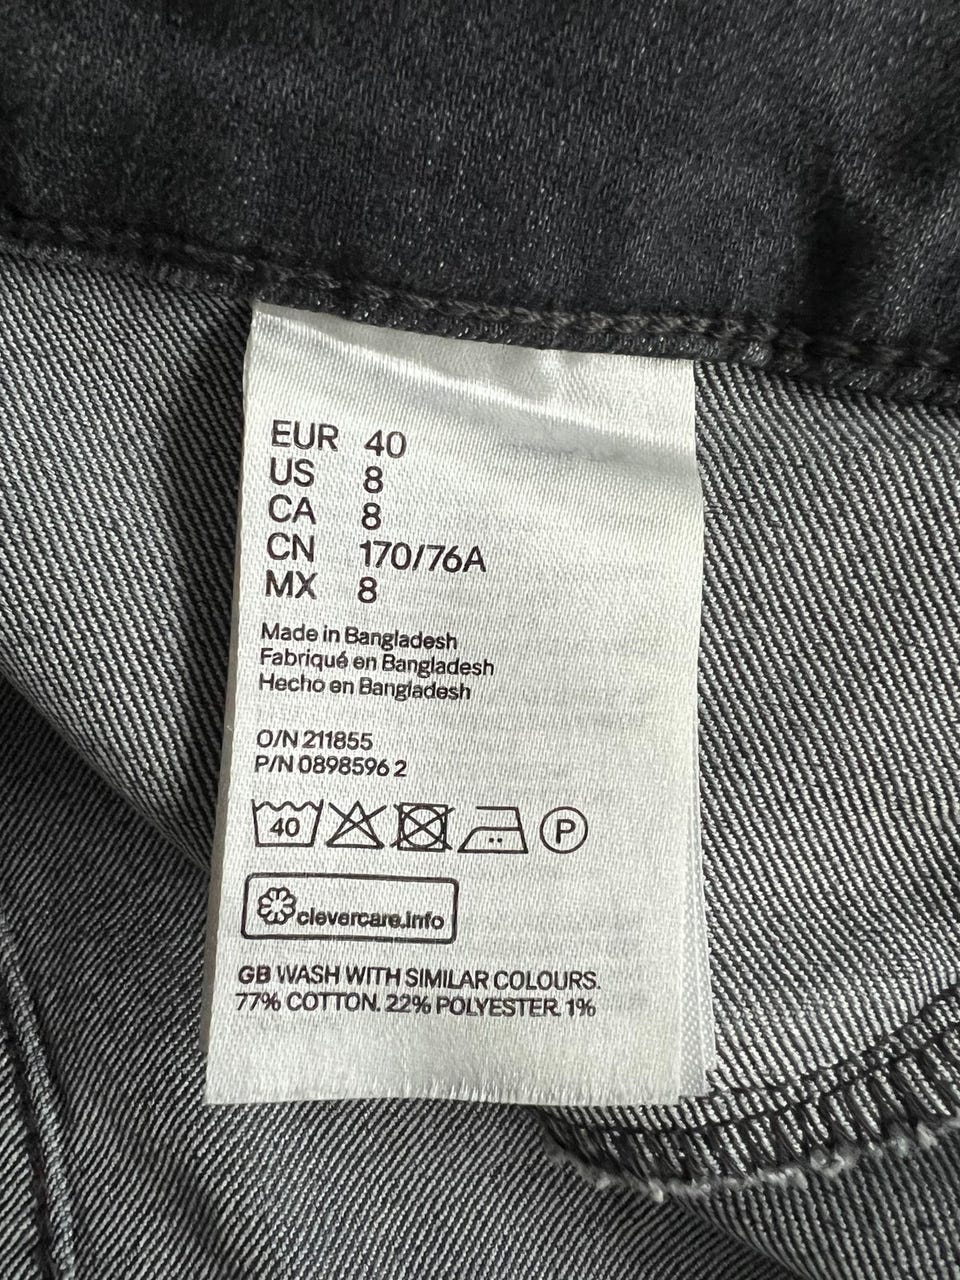 EUR 40
US 8
CA 8
CN 170/76A
MX 8
Made in Bangladesh
Fabriqué en Bangladesh
Hecho en Bangladesh
O/N 211855
P/N 0898596 2
40 P
clevercare.info
GB WASH WITH SIMILAR COLOURS.
77% COTTON. 22% POLYESTER. 1%